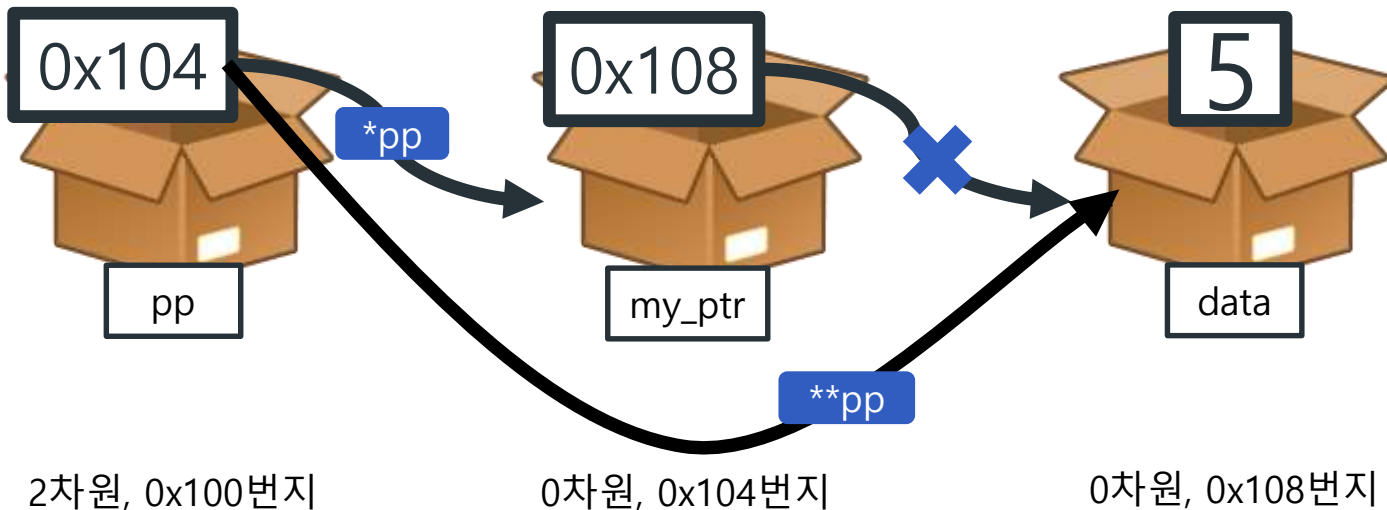 0x104
0x108
5
*pp
pp
my_ptr
data
**pp
2차원, 0x100번지
0차원, 0x104번지
0차원, 0x108번지